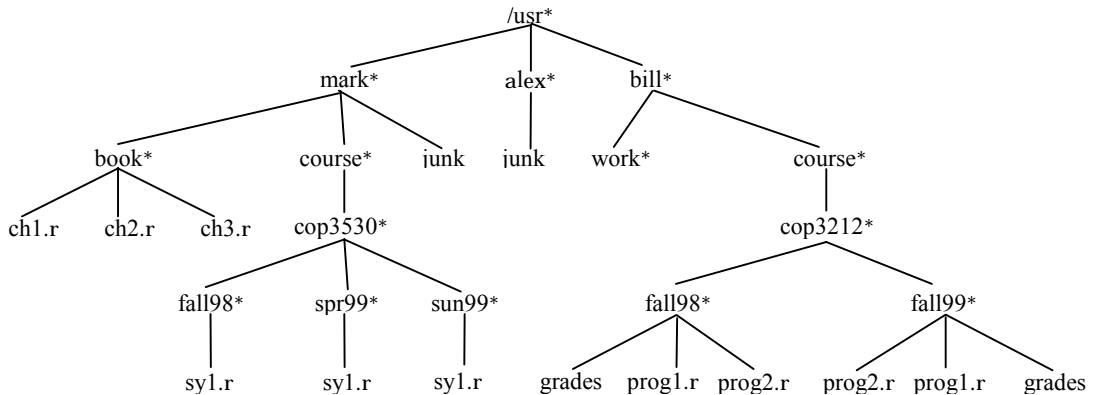 /usr*
mark* alex* bill*
book* course* junk junk work* course*
ch1.r ch2.r ch3.r cop3530* cop3212*
fall98* spr99* sun99* fall98* fall99*
sy1.r sy1.r sy1.r grades prog1.r prog2.r prog2.r prog1.r grades